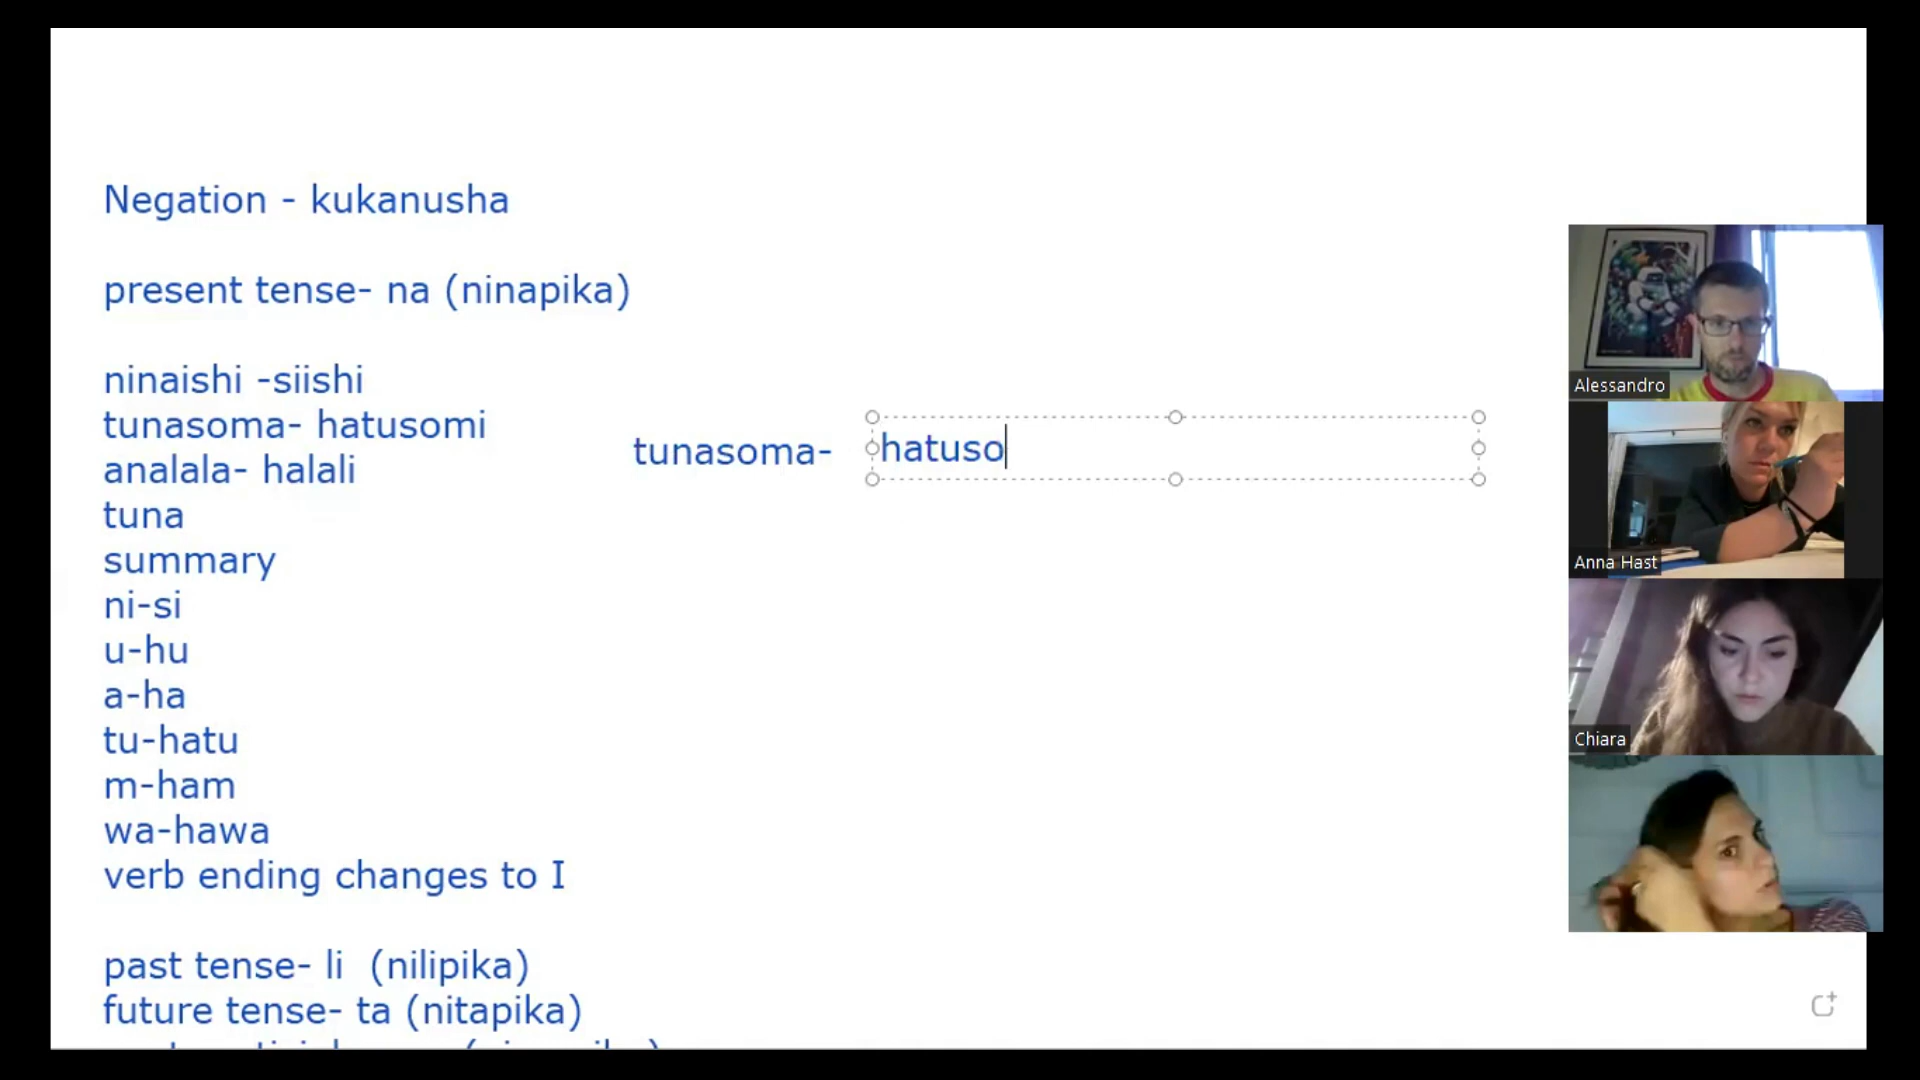 Negation - kukanusha
present tense- na (ninapika)
ninaishi -siishi
tunasoma- hatusomi
analala- halali
tuna
summary
ni-si
u-hu
a-ha
tu-hatu
m-ham
wa-hawa
verb ending changes to I
past tense- li (nilipika)
future tense- ta (nitapika)
tunasoma-
hatuso
Alessandro
Anna Hast
Chiara